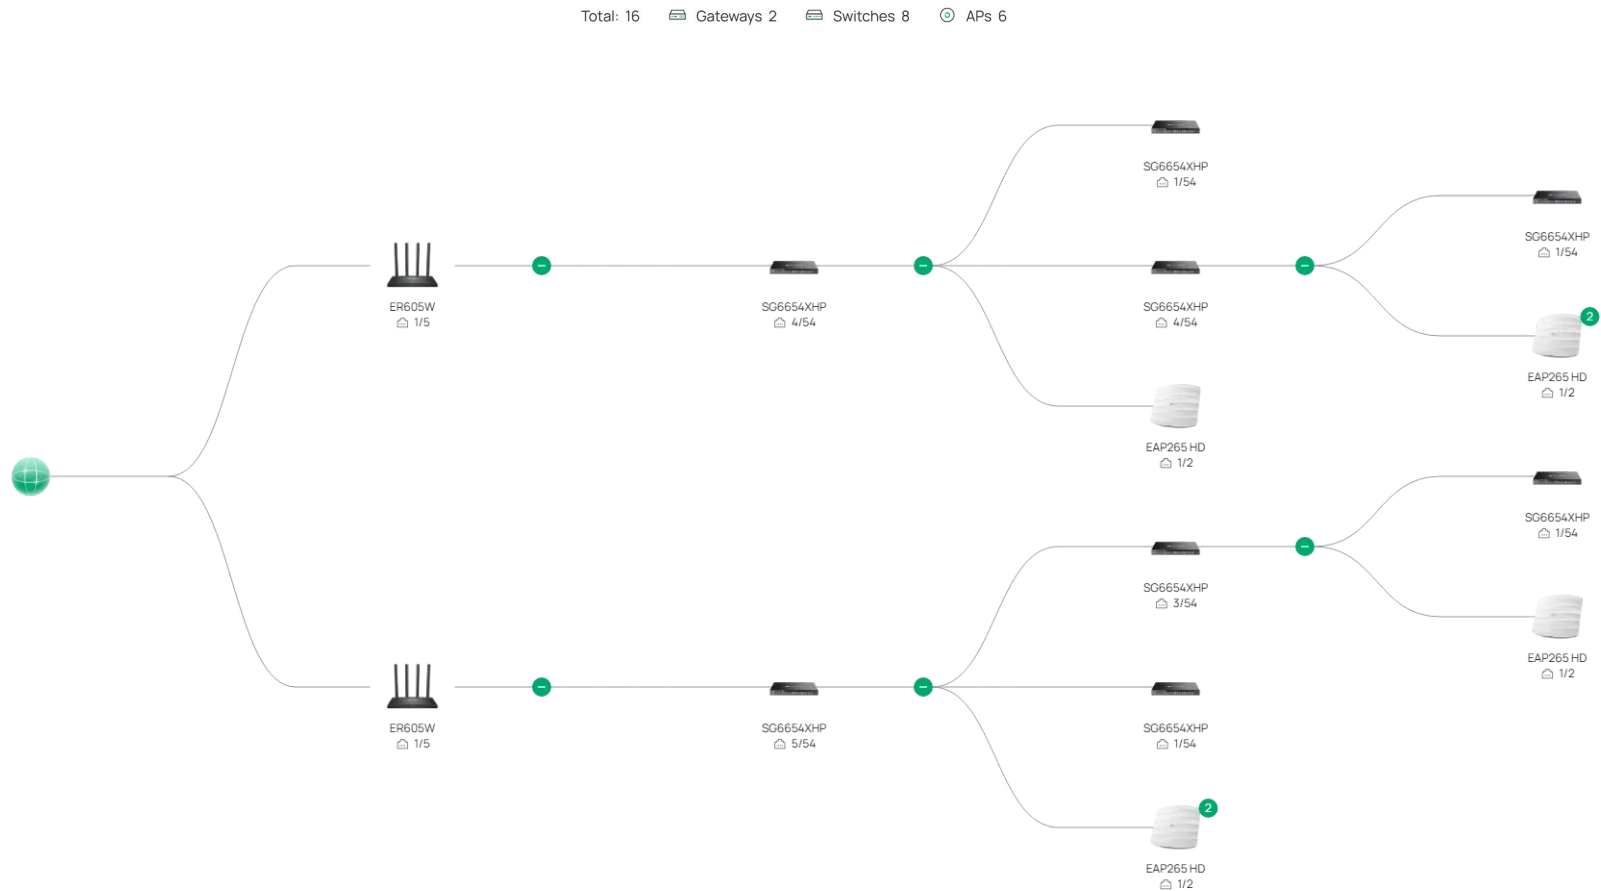 Total: 16 Gateways 2 Switches 8 APs 6
SG6654XHP
1/54
SG6654XHP
1/54
ER605W
1/5
SG6654XHP
4/54
SG6654XHP
4/54
2
EAP265 HD
1/2
EAP265 HD
1/2
SG6654XHP
1/54
SG6654XHP
3/54
EAP265 HD
1/2
ER605W
1/5
SG6654XHP
5/54
SG6654XHP
1/54
2
EAP265 HD
1/2